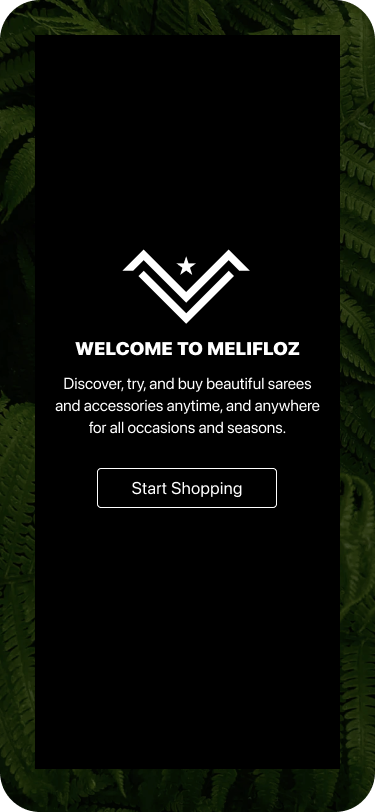 WELCOME TO MELIFLOZ
Discover, try, and buy beautiful sarees
and accessories anytime, and anywhere
for all occasions and seasons.
Start Shopping